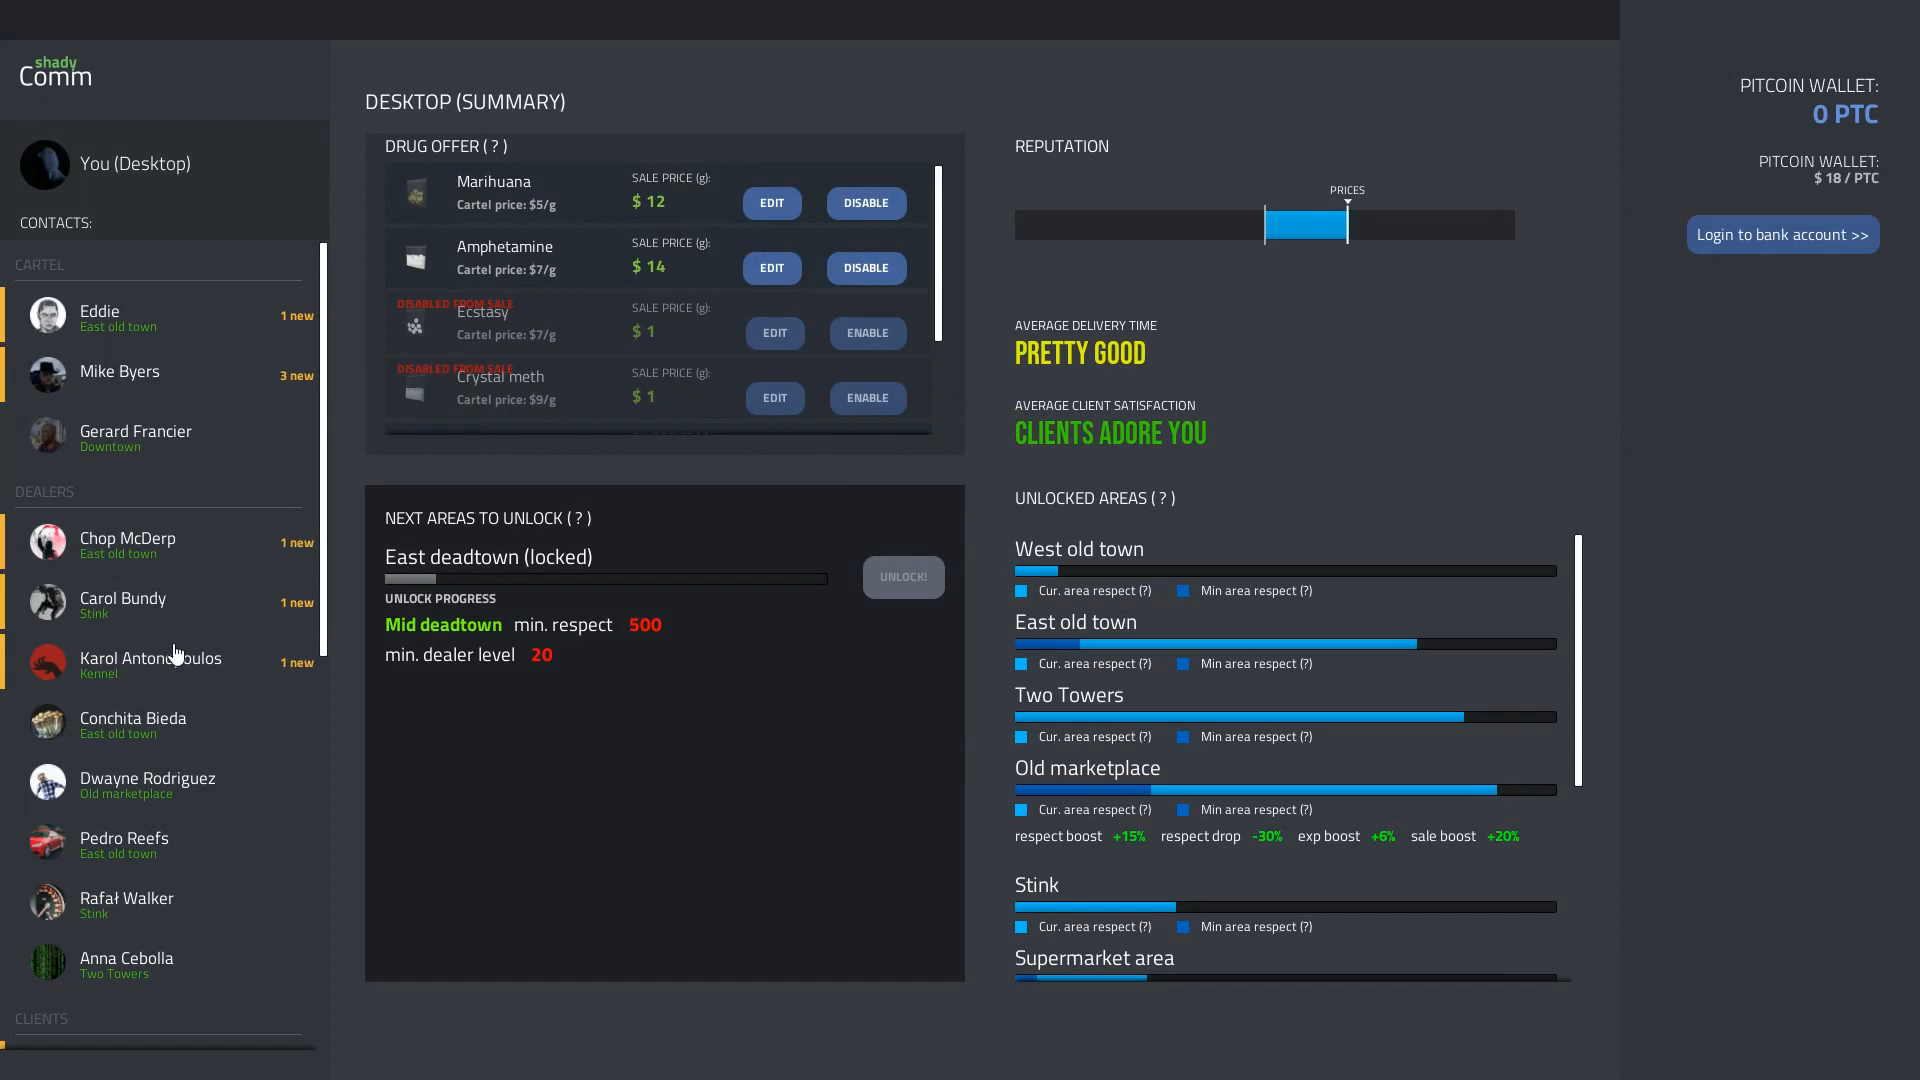 shady
Comm
You (Desktop)
CONTACTS:
CARTEL
Eddie
East old town
1 new
Mike Byers
3 new
Gerard Francier
Downtown
DEALERS
Chop McDerp
East old town
1 new
Carol Bundy
Stink
1 new
Karol Antonopoulos
Kennel
1 new
Conchita Bieda
East old town
Dwayne Rodriguez
Old marketplace
Pedro Reefs
East old town
Rafał Walker
Stink
Anna Cebolla
Two Towers
CLIENTS
DESKTOP (SUMMARY)
DRUG OFFER ( ? )
Marihuana
Cartel price: $5/g
SALE PRICE (g):
$ 12
EDIT
DISABLE
Amphetamine
Cartel price: $7/g
SALE PRICE (g):
$ 14
EDIT
DISABLE
DISABLED FROM SALE
Ecstasy
Cartel price: $7/g
SALE PRICE (g):
$ 1
EDIT
ENABLE
DISABLED FROM SALE
Crystal meth
Cartel price: $9/g
SALE PRICE (g):
$ 1
EDIT
ENABLE
NEXT AREAS TO UNLOCK ( ? )
East deadtown (locked)
UNLOCK!
UNLOCK PROGRESS
Mid deadtown min. respect 500
min. dealer level 20
REPUTATION
PRICES
AVERAGE DELIVERY TIME
PRETTY GOOD
AVERAGE CLIENT SATISFACTION
CLIENTS ADORE YOU
UNLOCKED AREAS ( ? )
West old town
Cur. area respect (?) Min area respect (?)
East old town
Cur. area respect (?) Min area respect (?)
Two Towers
Cur. area respect (?) Min area respect (?)
Old marketplace
Cur. area respect (?) Min area respect (?)
respect boost +15% respect drop -30% exp boost +6% sale boost +20%
Stink
Cur. area respect (?) Min area respect (?)
Supermarket area
PITCOIN WALLET:
0 PTC
PITCOIN WALLET:
$ 18 / PTC
Login to bank account >>